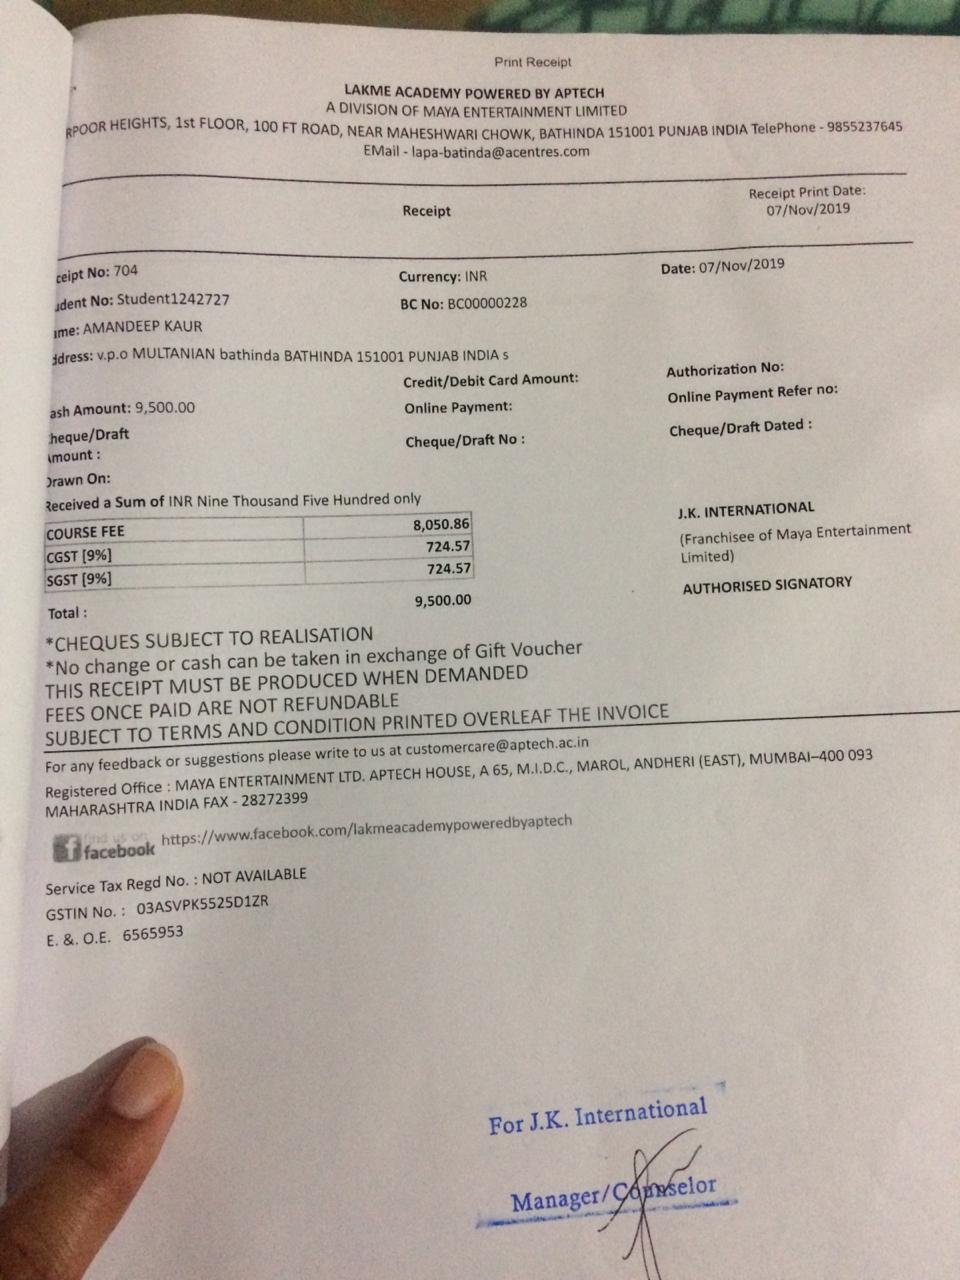 Print Receipt
LAKME ACADEMY POWERED BY APTECH
A DIVISION OF MAYA ENTERTAINMENT LIMITED
RPOOR HEIGHTS, 1st FLOOR, 100 FT ROAD, NEAR MAHESHWARI CHOWK, BATHINDA 151001 PUNJAB INDIA TelePhone - 9855237645
EMail - lapa-batinda@acentres.com
Receipt
Receipt Print Date:
07/Nov/2019
ceipt No: 704 Currency: INR Date: 07/Nov/2019
udent No: Student1242727 BC No: BC00000228
ame: AMANDEEP KAUR
ddress: v.p.o MULTANIAN bathinda BATHINDA 151001 PUNJAB INDIA s
Credit/Debit Card Amount: Authorization No:
ash Amount: 9,500.00 Online Payment: Online Payment Refer no:
heque/Draft
Amount : Cheque/Draft No : Cheque/Draft Dated :
Drawn On:
Received a Sum of INR Nine Thousand Five Hundred only
COURSE FEE 8,050.86
CGST [9%] 724.57
SGST [9%] 724.57
Total : 9,500.00
J.K. INTERNATIONAL
(Franchisee of Maya Entertainment
Limited)
AUTHORISED SIGNATORY
*CHEQUES SUBJECT TO REALISATION
*No change or cash can be taken in exchange of Gift Voucher
THIS RECEIPT MUST BE PRODUCED WHEN DEMANDED
FEES ONCE PAID ARE NOT REFUNDABLE
SUBJECT TO TERMS AND CONDITION PRINTED OVERLEAF THE INVOICE
For any feedback or suggestions please write to us at customercare@aptech.ac.in
Registered Office : MAYA ENTERTAINMENT LTD. APTECH HOUSE, A 65, M.I.D.C., MAROL, ANDHERI (EAST), MUMBAI–400 093
MAHARASHTRA INDIA FAX - 28272399
find us on
facebook https://www.facebook.com/lakmeacademypoweredbyaptech
Service Tax Regd No. : NOT AVAILABLE
GSTIN No. : 03ASVPK5525D1ZR
E. &. O.E. 6565953
For J.K. International
Manager/Counselor